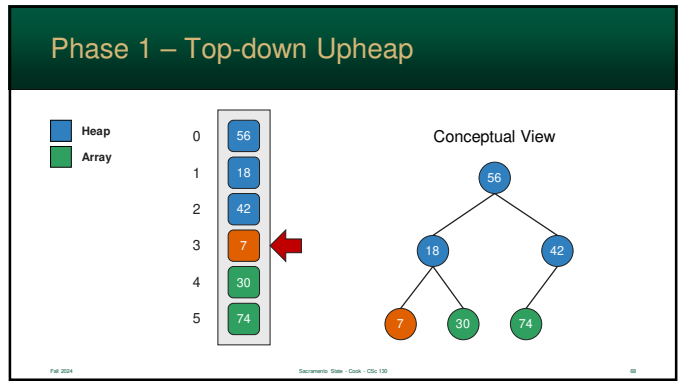 Phase 1 – Top-down Upheap
Heap
Array
0 56
1 18
2 42
3 7
4 30
5 74
Conceptual View
56
18 42
7 30 74
Fall 2024 Sacramento State - Cook - CSc 130 68